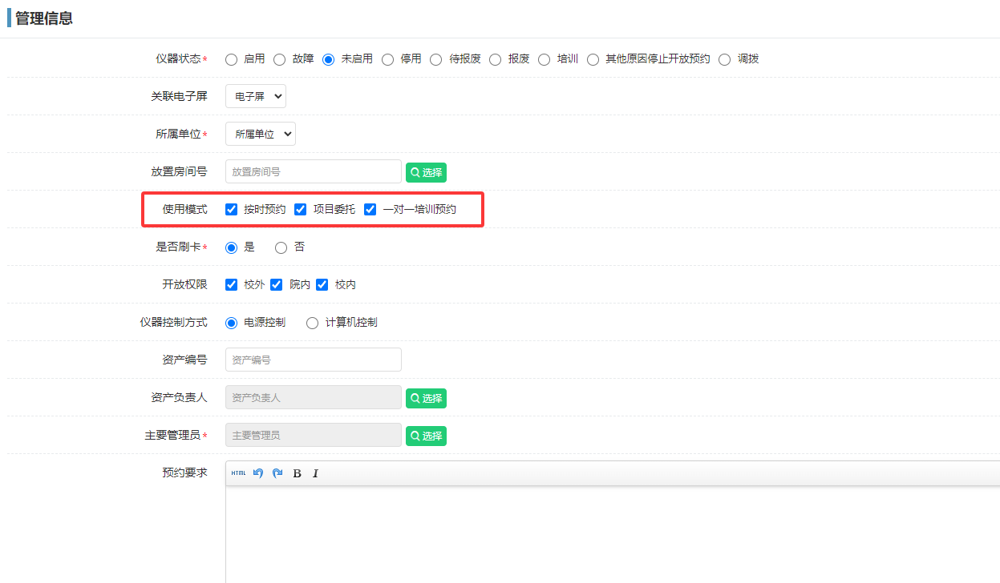 管理信息
仪器状态* 启用 故障 未启用 停用 待报废 报废 培训 其他原因停止开放预约 调拨
关联电子屏 电子屏
所属单位* 所属单位
放置房间号 放置房间号 选择
使用模式 按时预约 项目委托 一对一培训预约
是否刷卡* 是 否
开放权限 校外 院内 校内
仪器控制方式 电源控制 计算机控制
资产编号 资产编号
资产负责人 资产负责人 选择
主要管理员* 主要管理员 选择
预约要求 HTML B I